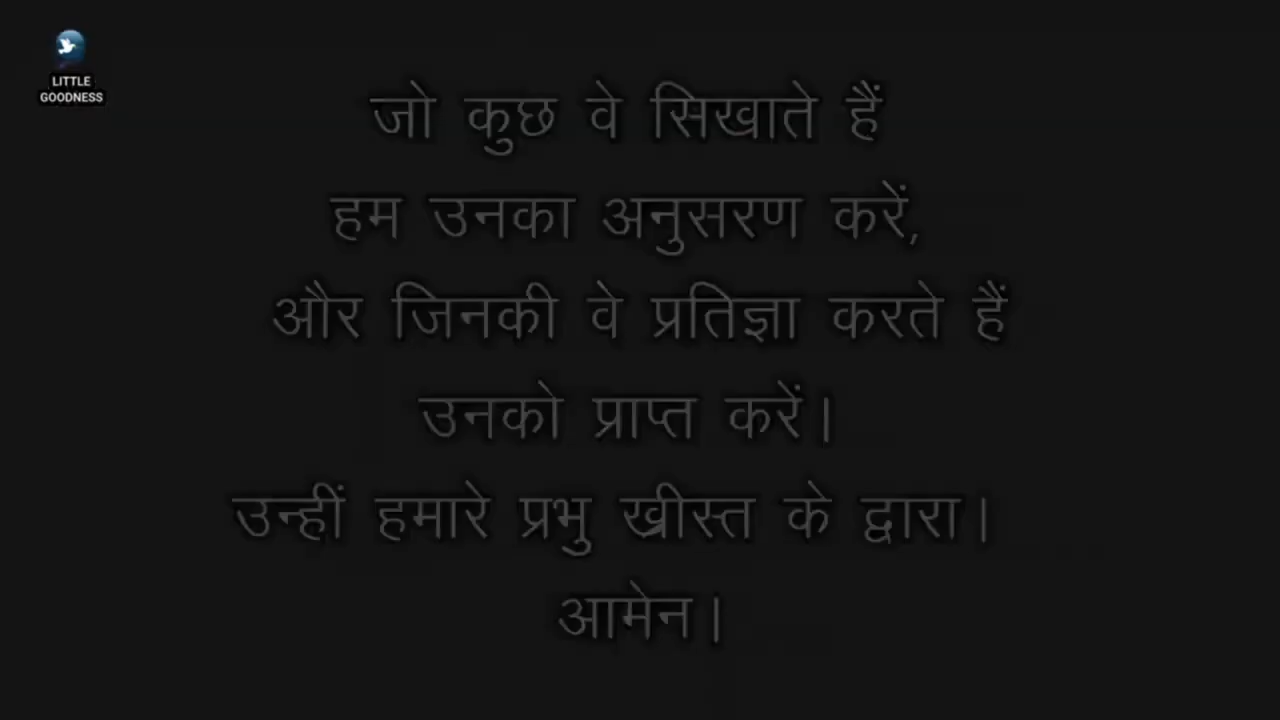 LITTLE
GOODNESS
जो कुछ वे सिखाते हैं
हम उनका अनुसरण करें,
और जिनकी वे प्रतिज्ञा करते हैं
उनको प्राप्त करें।
उन्हीं हमारे प्रभु ख्रीस्त के द्वारा।
आमेन।